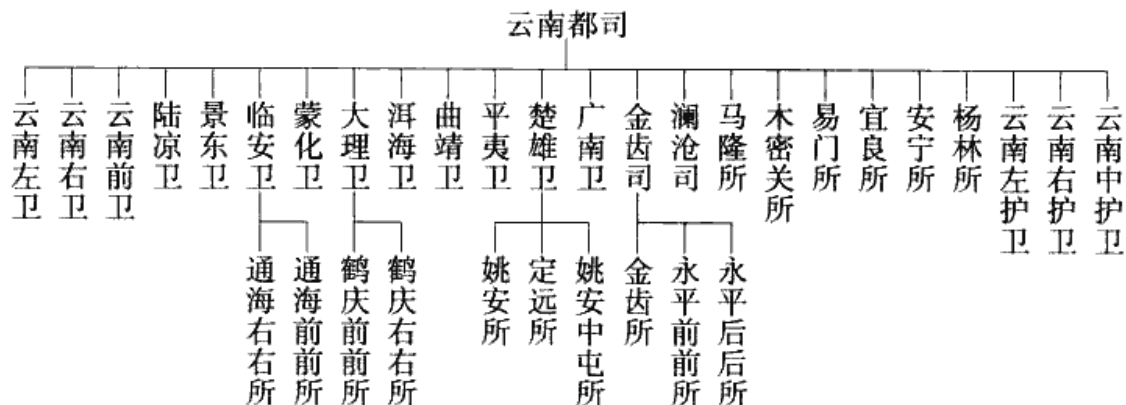 云南都司
云南左卫
云南右卫
云南前卫
陆凉卫
景东卫
临安卫
蒙化卫
大理卫
洱海卫
曲靖卫
平夷卫
楚雄卫
广南卫
金齿司
澜沧司
马隆所
木密关所
易门所
宜良所
安宁所
杨林所
云南左护卫
云南右护卫
云南中护卫
通海右右所
通海前前所
鹤庆前前所
鹤庆右右所
姚安所
定远所
姚安中屯所
金齿所
永平前前所
永平后后所